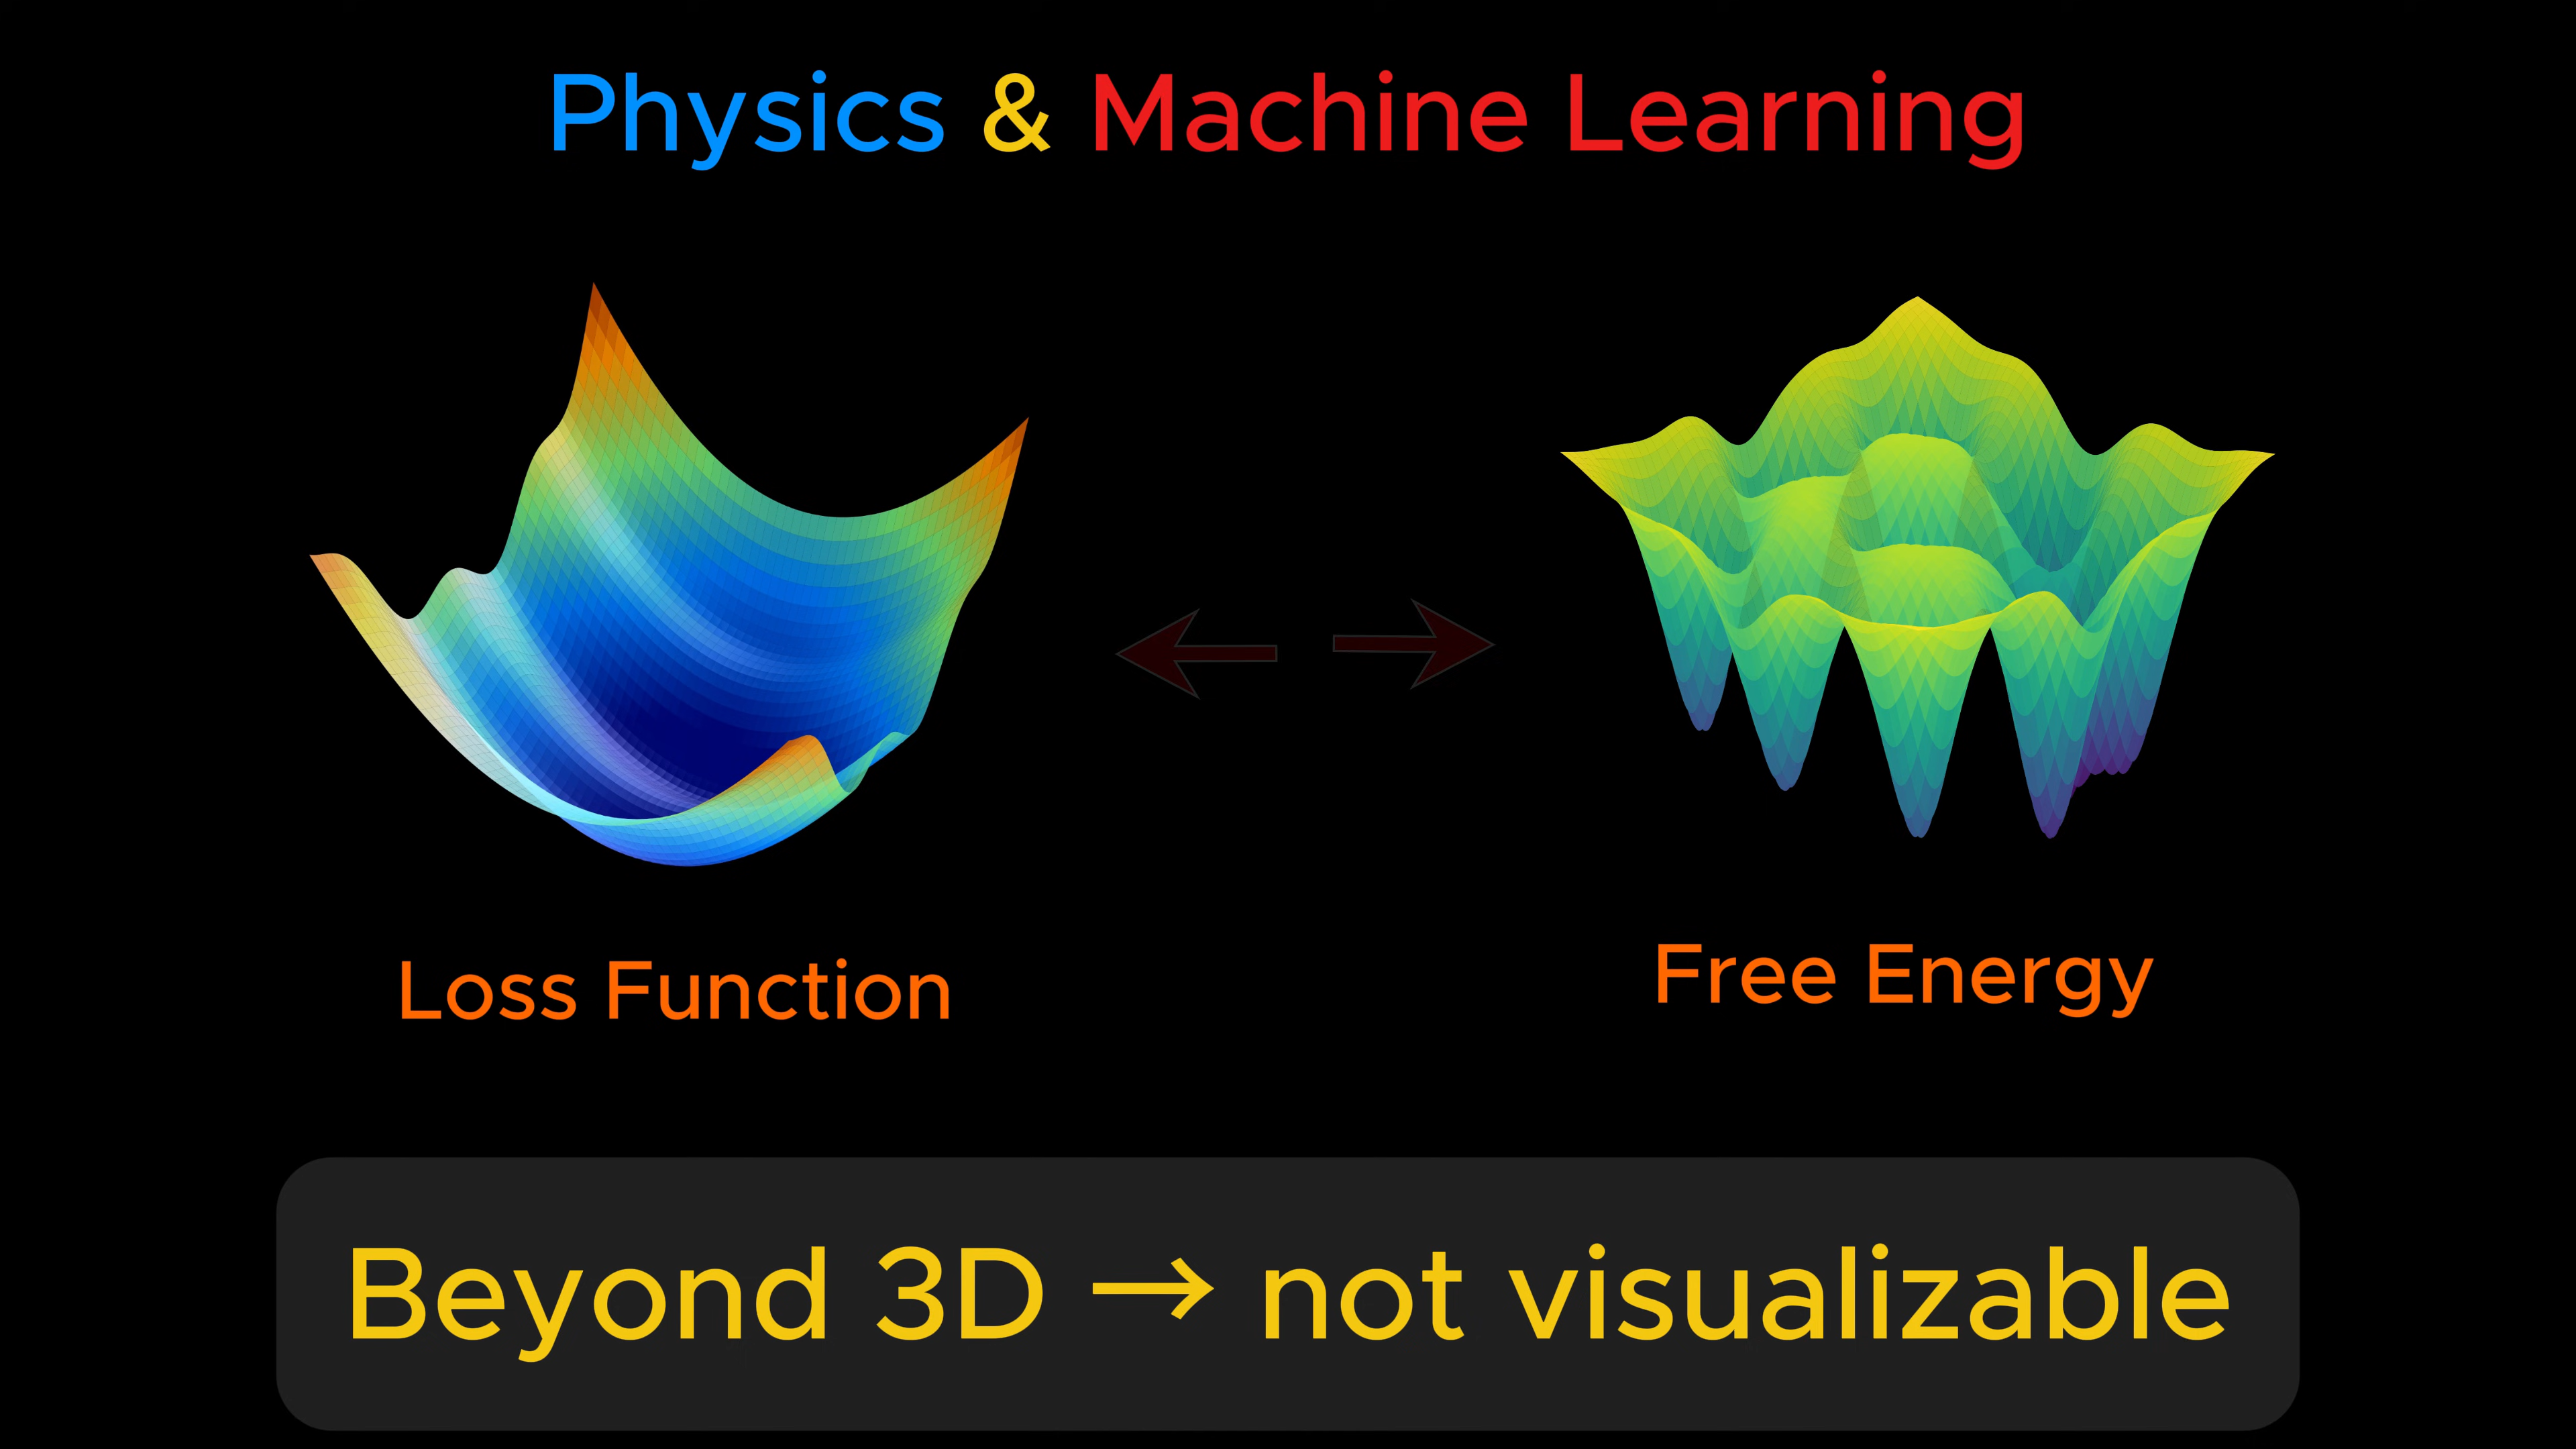 Physics & Machine Learning
Loss Function
Free Energy
Beyond 3D → not visualizable